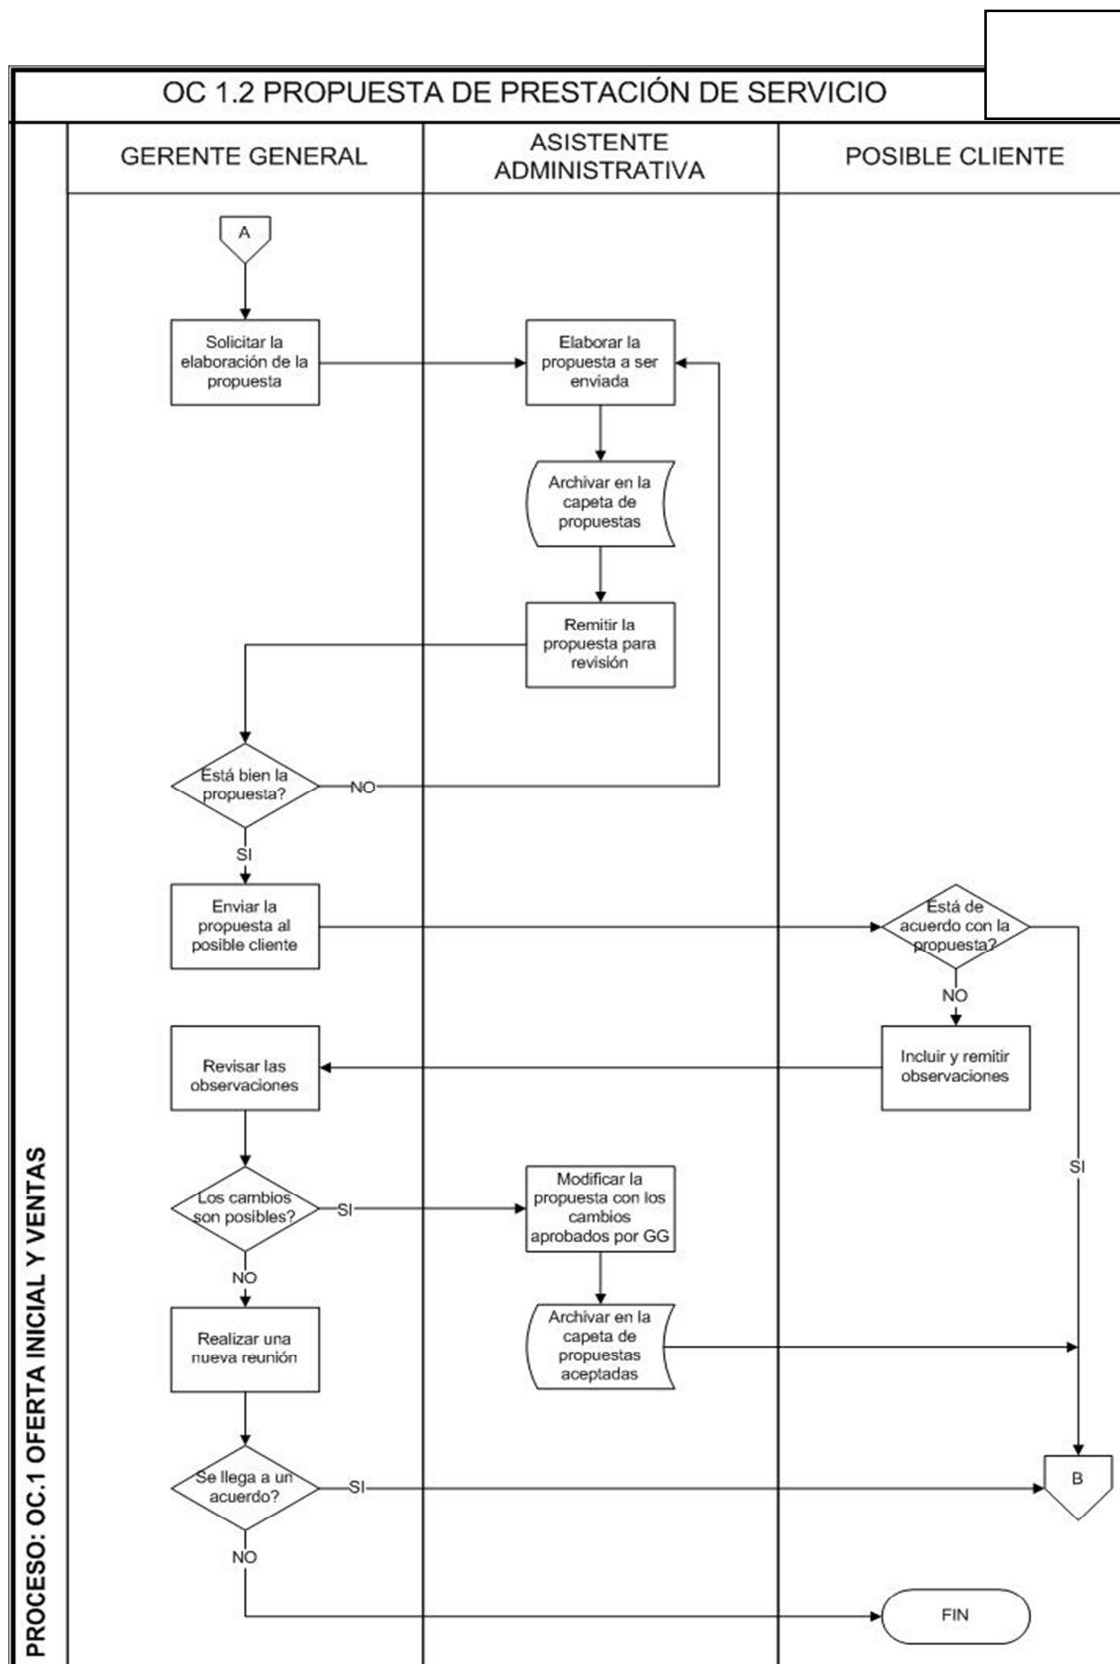 OC 1.2 PROPUESTA DE PRESTACIÓN DE SERVICIO
GERENTE GENERAL
ASISTENTE
ADMINISTRATIVA
POSIBLE CLIENTE
A
Solicitar la
elaboración de la
propuesta
Elaborar la
propuesta a ser
enviada
Archivar en la
capeta de
propuestas
Remitir la
propuesta para
revisión
Está bien la
propuesta?
NO
SI
Enviar la
propuesta al
posible cliente
Está de
acuerdo con la
propuesta?
NO
Incluir y remitir
observaciones
Revisar las
observaciones
SI
Los cambios
son posibles?
SI
Modificar la
propuesta con los
cambios
aprobados por GG
NO
Archivar en la
capeta de
propuestas
aceptadas
Realizar una
nueva reunión
Se llega a un
acuerdo?
SI
B
NO
FIN
PROCESO: OC.1 OFERTA INICIAL Y VENTAS